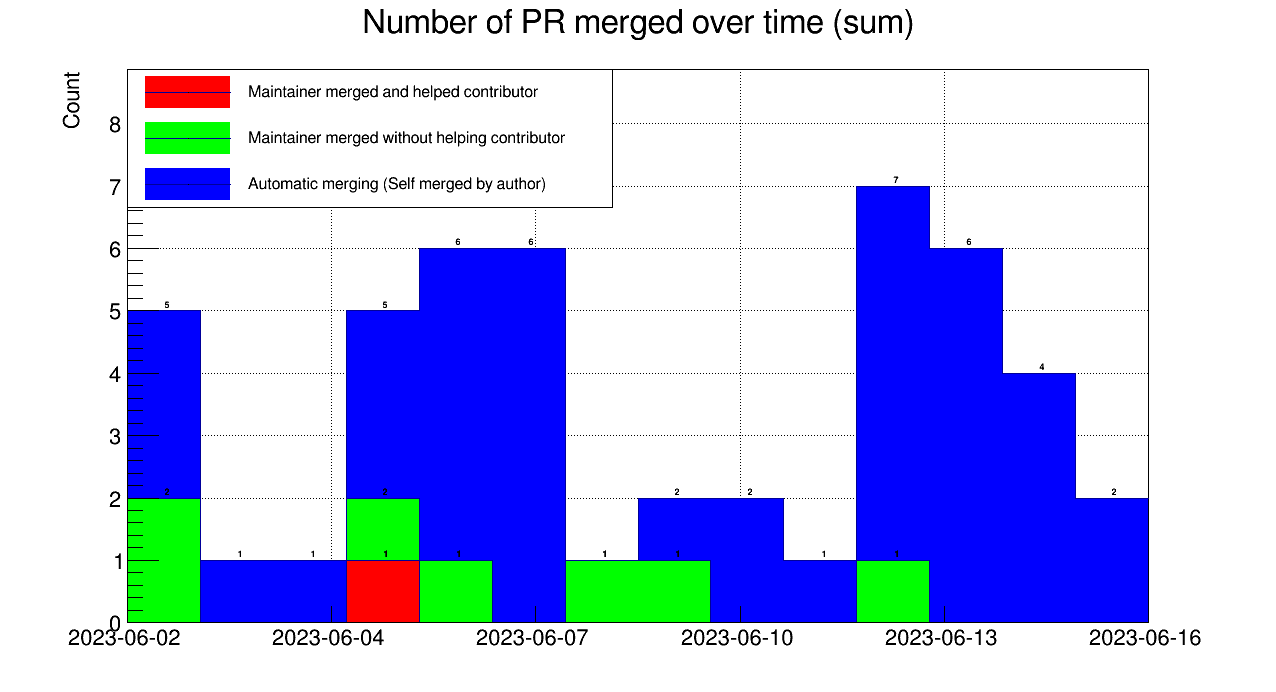 Number of PR merged over time (sum)
Count
Maintainer merged and helped contributor
Maintainer merged without helping contributor
Automatic merging (Self merged by author)
8
7
7
6
6 6 6
5
5 5
4
4
3
2
2 2 2 2 2
1
1 1 1 1 1 1 1 1
0
2023-06-02 2023-06-04 2023-06-07 2023-06-10 2023-06-13 2023-06-16